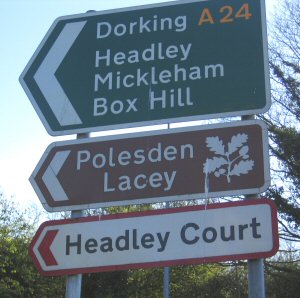 Dorking A24
Headley
Mickleham
Box Hill
Polesden
Lacey
Headley Court